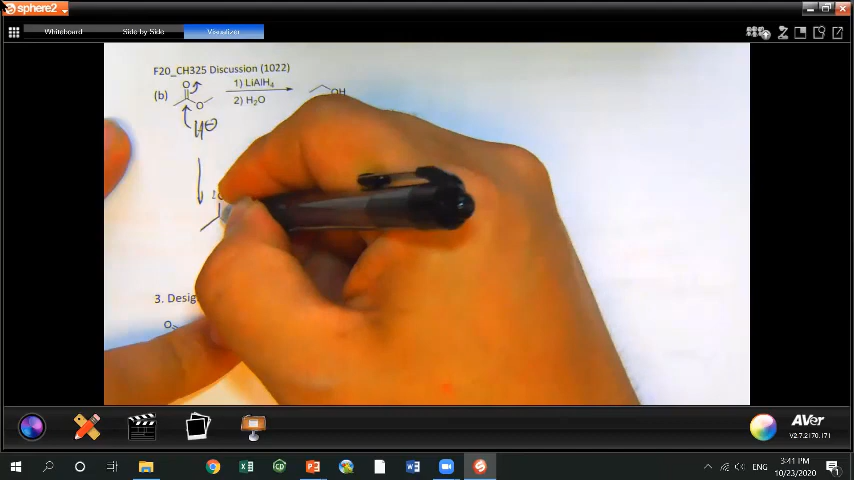 sphere2
Whiteboard Side by Side Visualizer
F20_CH325 Discussion (1022)
(b) O O 1) LiAlH4 OH
2) H2O
H⊖
3. Desig
O
AVer
V2.7.2170.171
ENG 3:41 PM
10/23/2020